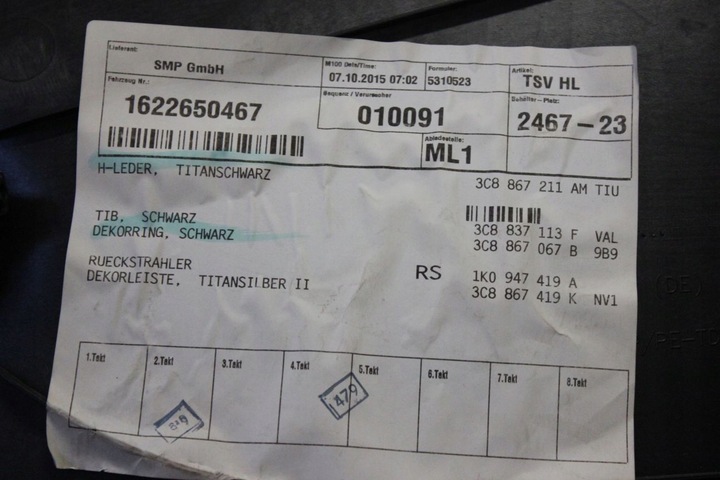 Lieferant:
SMP GmbH
M100 Date/Time:
07.10.2015 07:02
Formular:
5310523
Artikel:
TSV HL
Fahrzeug Nr.:
1622650467
Sequenz / Verursacher
010091
Behälter - Platz:
2467-23
Abladestelle:
ML1
H-LEDER, TITANSCHWARZ
3C8 867 211 AM TIU
TIB, SCHWARZ
3C8 837 113 F VAL
DEKORRING, SCHWARZ
3C8 867 067 B 9B9
RUECKSTRAHLER
RS
1K0 947 419 A
DEKORLEISTE, TITANSILBER II
3C8 867 419 K NV1
1.Takt 2.Takt 3.Takt 4.Takt 5.Takt 6.Takt 7.Takt 8.Takt
479